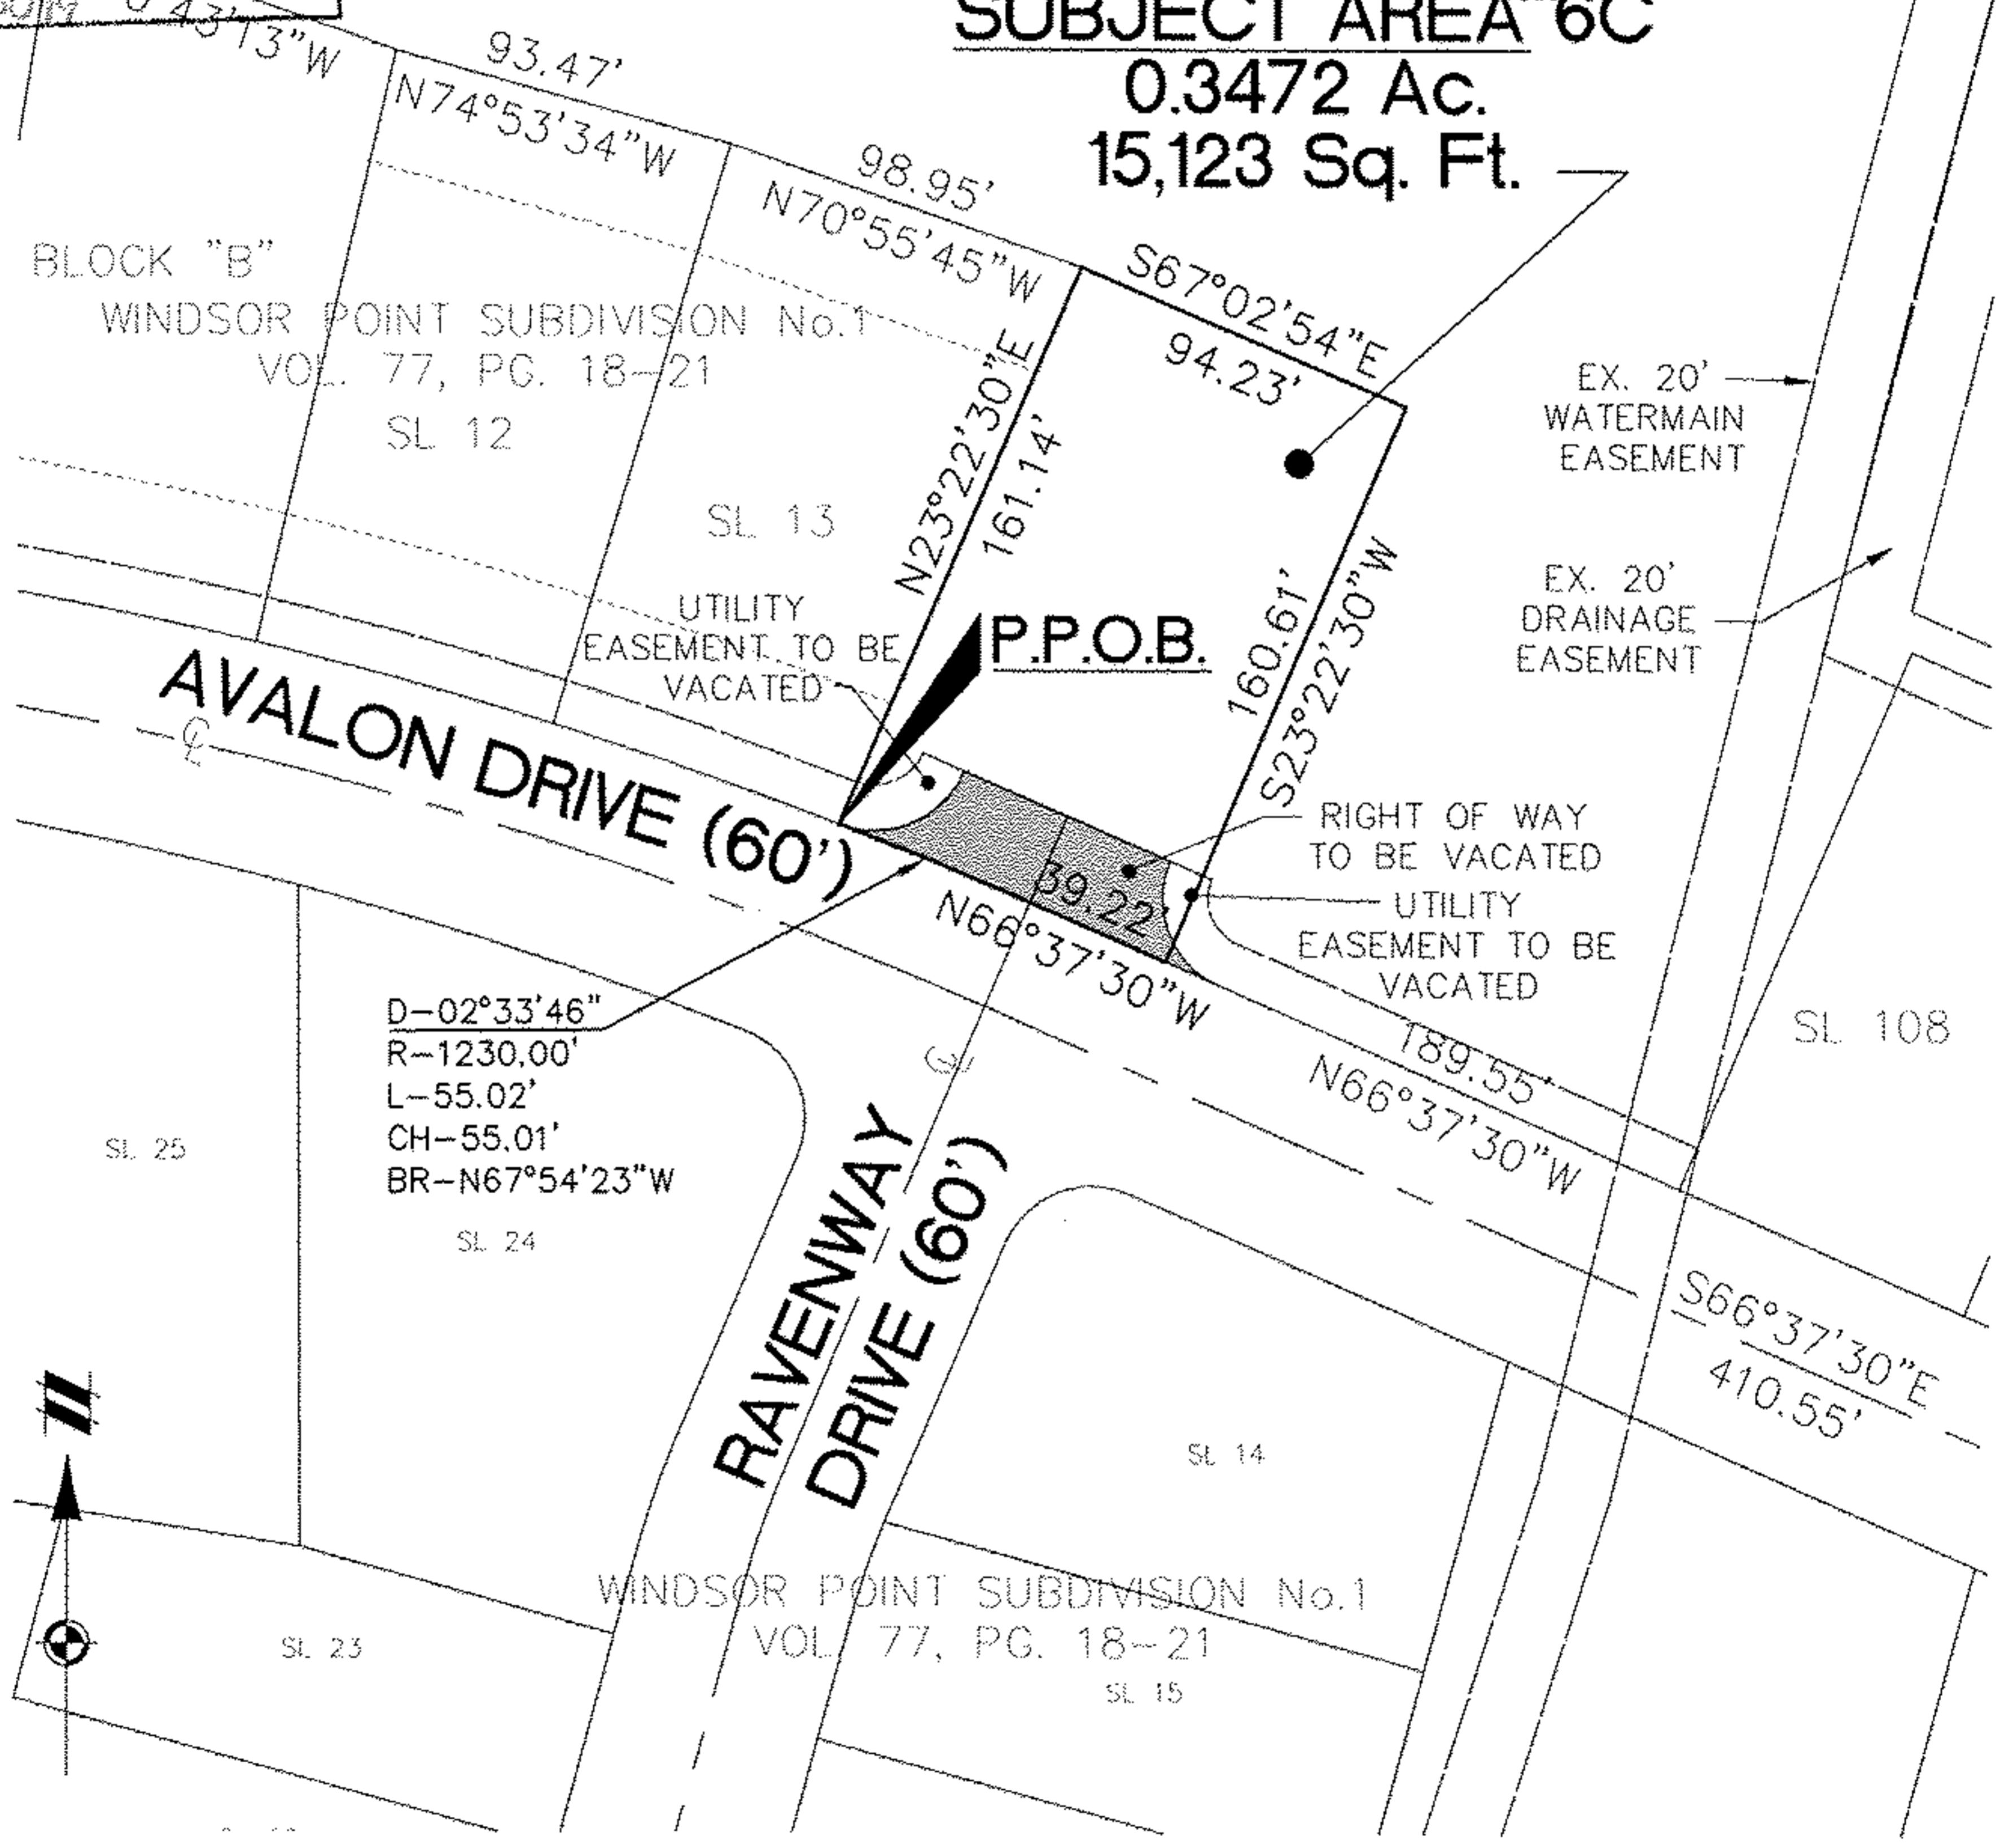 43'13"W
SUBJECT AREA 6C
0.3472 Ac.
15,123 Sq. Ft.
93.47'
N74°53'34"W
98.95'
N70°55'45"W
S67°02'54"E
94.23'
BLOCK "B"
WINDSOR POINT SUBDIVISION No.1
VOL. 77, PG. 18-21
SL 12
SL 13
N23°22'30"E
161.14'
EX. 20'
WATERMAIN
EASEMENT
EX. 20'
DRAINAGE
EASEMENT
UTILITY
EASEMENT TO BE
VACATED
P.P.O.B.
160.61'
S23°22'30"W
AVALON DRIVE (60')
RIGHT OF WAY
TO BE VACATED
39.22'
N66°37'30"W
UTILITY
EASEMENT TO BE
VACATED
D-02°33'46"
R-1230.00'
L-55.02'
CH-55.01'
BR-N67°54'23"W
189.55'
N66°37'30"W
SL 108
SL 25
SL 24
RAVENWAY
DRIVE (60')
S66°37'30"E
410.55'
SL 14
WINDSOR POINT SUBDIVISION No.1
VOL 77, PG. 18-21
SL 23
SL 15